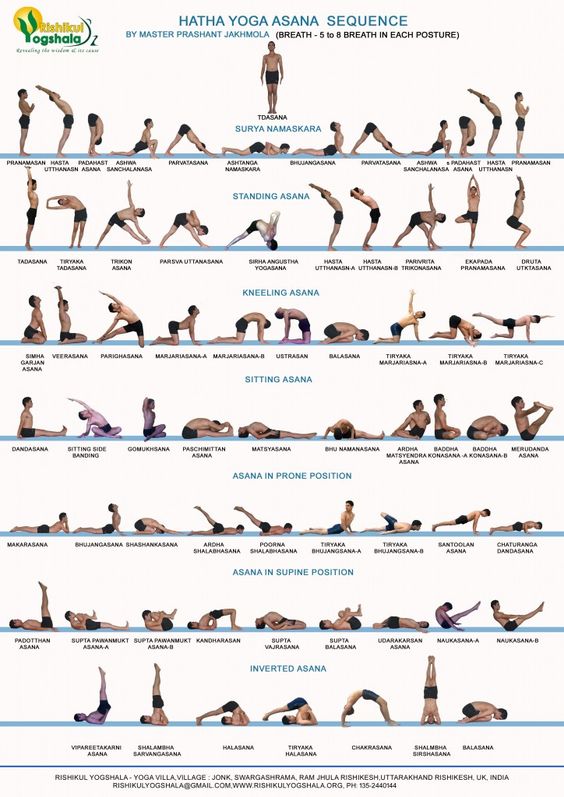 Rishikul
Yogshala
Revealing the wisdom & its cause
HATHA YOGA ASANA SEQUENCE
BY MASTER PRASHANT JAKHMOLA (BREATH - 5 to 8 BREATH IN EACH POSTURE)
TDASANA
SURYA NAMASKARA
PRANAMASAN
HASTA
UTTHANASN
PADAHAST
ASANA
ASHWA
SANCHALANASA
PARVATASANA
ASHTANGA
NAMASKARA
BHUJANGASANA
PARVATASANA
ASHWA
SANCHALANASA
s PADAHAST
ASANA
HASTA
UTTHANASN
PRANAMASAN
STANDING ASANA
TADASANA
TIRYAKA
TADASANA
TRIKON
ASANA
PARSVA UTTANASANA
SIRHA ANGUSTHA
YOGASANA
HASTA
UTTHANASN-A
HASTA
UTTHANASN-B
PARIVRITA
TRIKONASANA
EKAPADA
PRANAMASANA
DRUTA
UTKTASANA
KNEELING ASANA
SIMHA
GARJAN
ASANA
VEERASANA
PARIGHASANA
MARJARIASANA-A
MARJARIASANA-B
USTRASAN
BALASANA
TIRYAKA
MARJARIASNA-A
TIRYAKA
MARJARIASNA-B
TIRYAKA
MARJARIASNE-C
SITTING ASANA
DANDASANA
SITTING SIDE
BANDING
GOMUKHSANA
PASCHIMITTAN
ASANA
MATSYASANA
BHU NAMANASANA
ARDHA
MATSYENDRA
ASANA
BADDHA
KONASANA -A
BADDHA
KONASANA-B
MERUDANDA
ASANA
ASANA IN PRONE POSITION
MAKARASANA
BHUJANGASANA
SHASHANKASANA
ARDHA
SHALABHASANA
POORNA
SHALABHASANA
TIRYAKA
BHUJANGSANA-A
TIRYAKA
BHUJANGSANA-B
SANTOOLAN
ASANA
CHATURANGA
DANDASANA
ASANA IN SUPINE POSITION
PADOTTHAN
ASANA
SUPTA PAWANMUKT
ASANA-A
SUPTA PAWANMUKT
ASANA-B
KANDHARASAN
SUPTA
VAJRASANA
SUPTA
BALASANA
UDARAKARSAN
ASANA
NAUKASANA-A
NAUKASANA-B
INVERTED ASANA
VIPAREETAKARNI
ASANA
SHALAMBHA
SARVANGASANA
HALASANA
TIRYAKA
HALASANA
CHAKRASANA
SHALMBHA
SIRSHASANA
BALASANA
RISHIKUL YOGSHALA - YOGA VILLA,VILLAGE : JONK, SWARGASHRAMA, RAM JHULA RISHIKESH,UTTARAKHAND RISHIKESH, UK, INDIA
RISHIKULYOGSHALA@GMAIL.COM,WWW.RISHIKULYOGSHALA.ORG, PH: 135-2440144